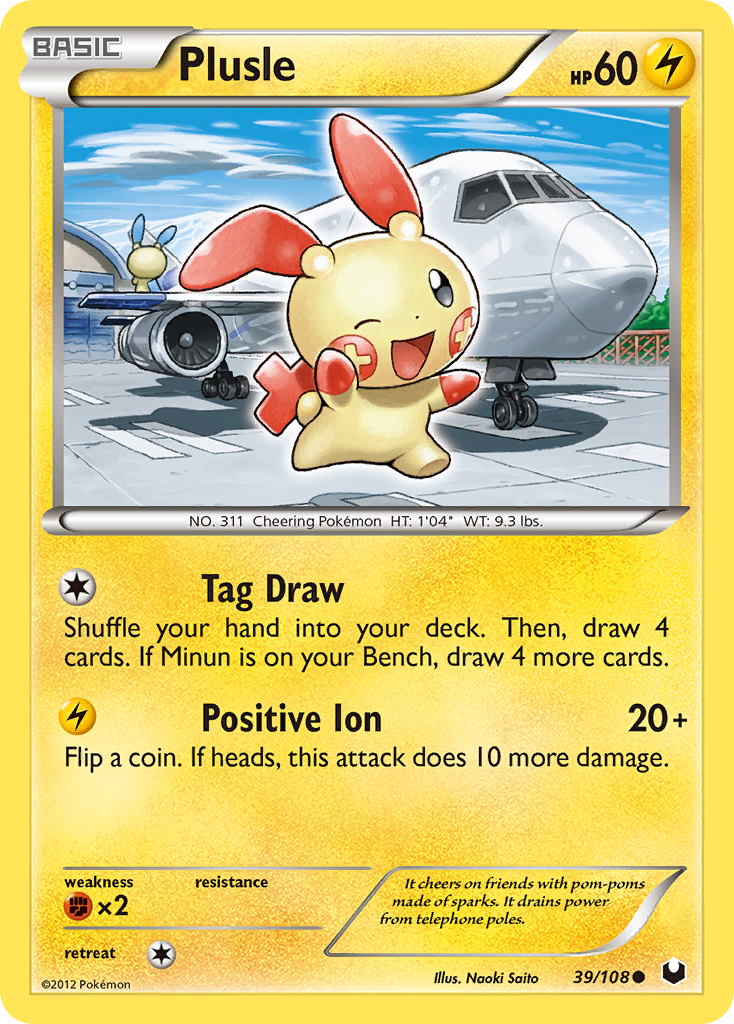 BASIC
Plusle
HP60
NO. 311 Cheering Pokémon HT: 1'04" WT: 9.3 lbs.
Tag Draw
Shuffle your hand into your deck. Then, draw 4
cards. If Minun is on your Bench, draw 4 more cards.
Positive Ion 20+
Flip a coin. If heads, this attack does 10 more damage.
weakness resistance
×2
It cheers on friends with pom-poms
made of sparks. It drains power
from telephone poles.
retreat
©2012 Pokémon
Illus. Naoki Saito 39/108